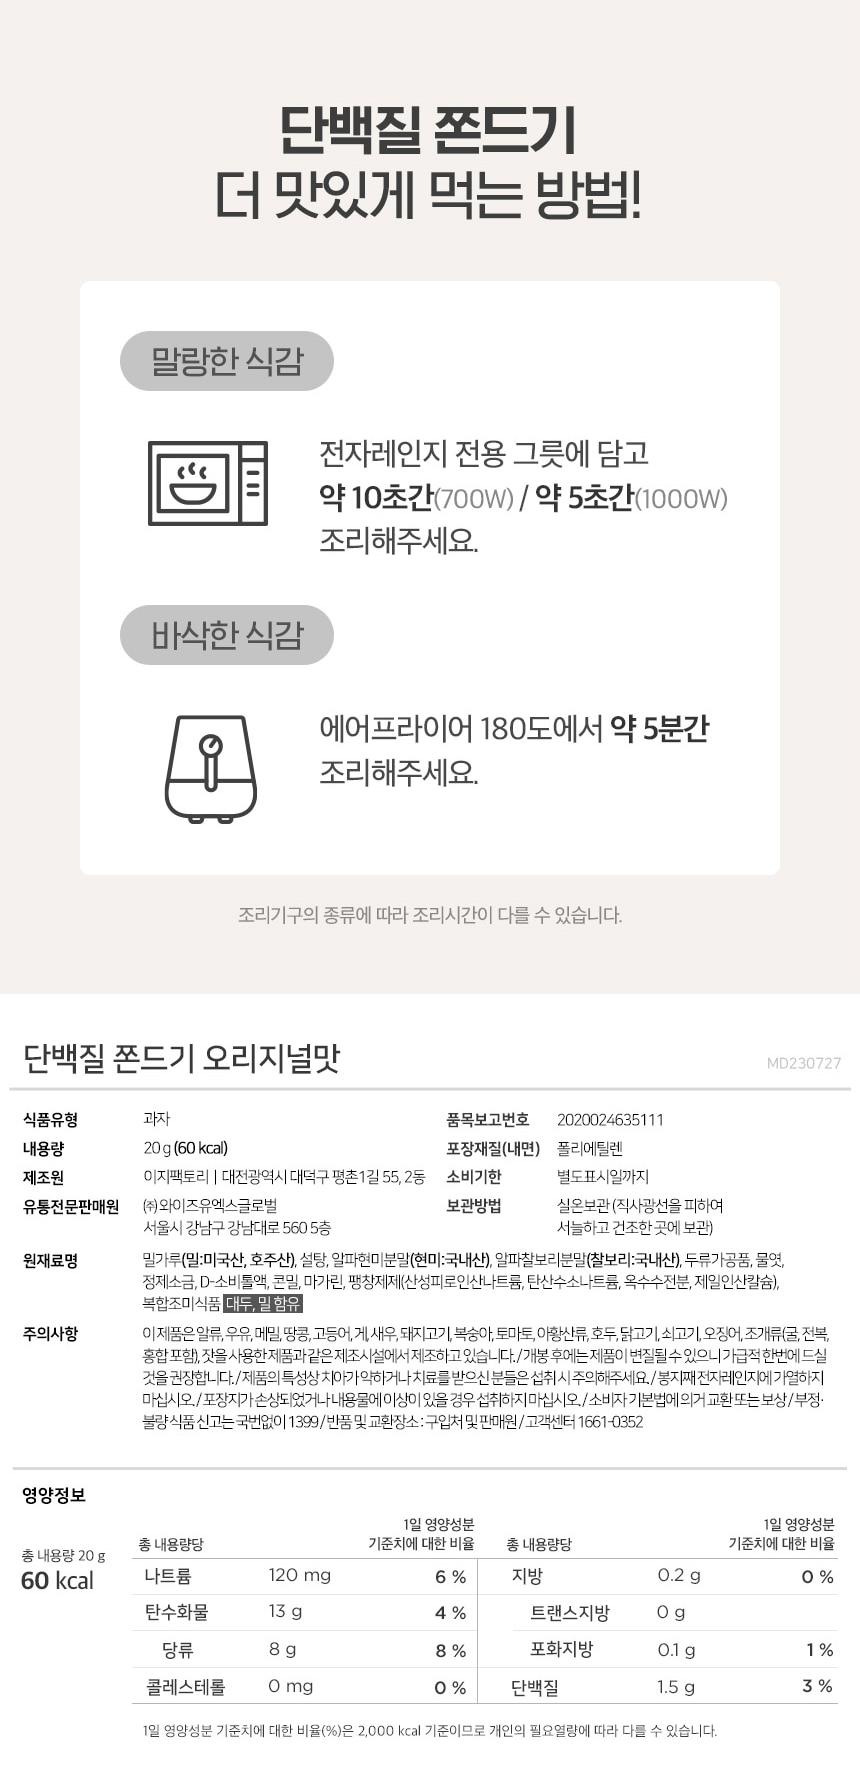 단백질 쫀드기
더 맛있게 먹는 방법!
말랑한 식감
전자레인지 전용 그릇에 담고
약 10초간(700W) / 약 5초간(1000W)
조리해주세요.
바삭한 식감
에어프라이어 180도에서 약 5분간
조리해주세요.
조리기구의 종류에 따라 조리시간이 다를 수 있습니다.
단백질 쫀드기 오리지널맛 MD230727
식품유형 과자 품목보고번호 2020024635111
내용량 20 g (60 kcal) 포장재질(내면) 폴리에틸렌
제조원 이지팩토리 | 대전광역시 대덕구 평촌1길 55, 2동 소비기한 별도표시일까지
유통전문판매원 ㈜와이즈유엑스글로벌 보관방법 실온보관 (직사광선을 피하여
서울시 강남구 강남대로 560 5층 서늘하고 건조한 곳에 보관)
원재료명 밀가루(밀:미국산, 호주산), 설탕, 알파현미분말(현미:국내산), 알파찰보리분말(찰보리:국내산), 두류가공품, 물엿,
정제소금, D-소비톨액, 콘밀, 마가린, 팽창제제(산성피로인산나트륨, 탄산수소나트륨, 옥수수전분, 제일인산칼슘),
복합조미식품 대두, 밀 함유
주의사항 이 제품은 알류, 우유, 메밀, 땅콩, 고등어, 게, 새우, 돼지고기, 복숭아, 토마토, 아황산류, 호두, 닭고기, 쇠고기, 오징어, 조개류(굴, 전복,
홍합 포함), 잣을 사용한 제품과 같은 제조시설에서 제조하고 있습니다. / 개봉 후에는 제품이 변질될 수 있으니 가급적 한번에 드실
것을 권장합니다. / 제품의 특성상 치아가 약하거나 치료를 받으신 분들은 섭취 시 주의해주세요. / 봉지째 전자레인지에 가열하지
마십시오. / 포장지가 손상되었거나 내용물에 이상이 있을 경우 섭취하지 마십시오. / 소비자 기본법에 의거 교환 또는 보상 / 부정·
불량식품 신고는 국번없이 1399 / 반품 및 교환장소 : 구입처 및 판매원 / 고객센터 1661-0352
영양정보
총 내용량 20 g
60 kcal
총 내용량당 1일 영양성분
기준치에 대한 비율 총 내용량당 1일 영양성분
기준치에 대한 비율
나트륨 120 mg 6 % 지방 0.2 g 0 %
탄수화물 13 g 4 % 트랜스지방 0 g
당류 8 g 8 % 포화지방 0.1 g 1 %
콜레스테롤 0 mg 0 % 단백질 1.5 g 3 %
1일 영양성분 기준치에 대한 비율(%)은 2,000 kcal 기준이므로 개인의 필요열량에 따라 다를 수 있습니다.